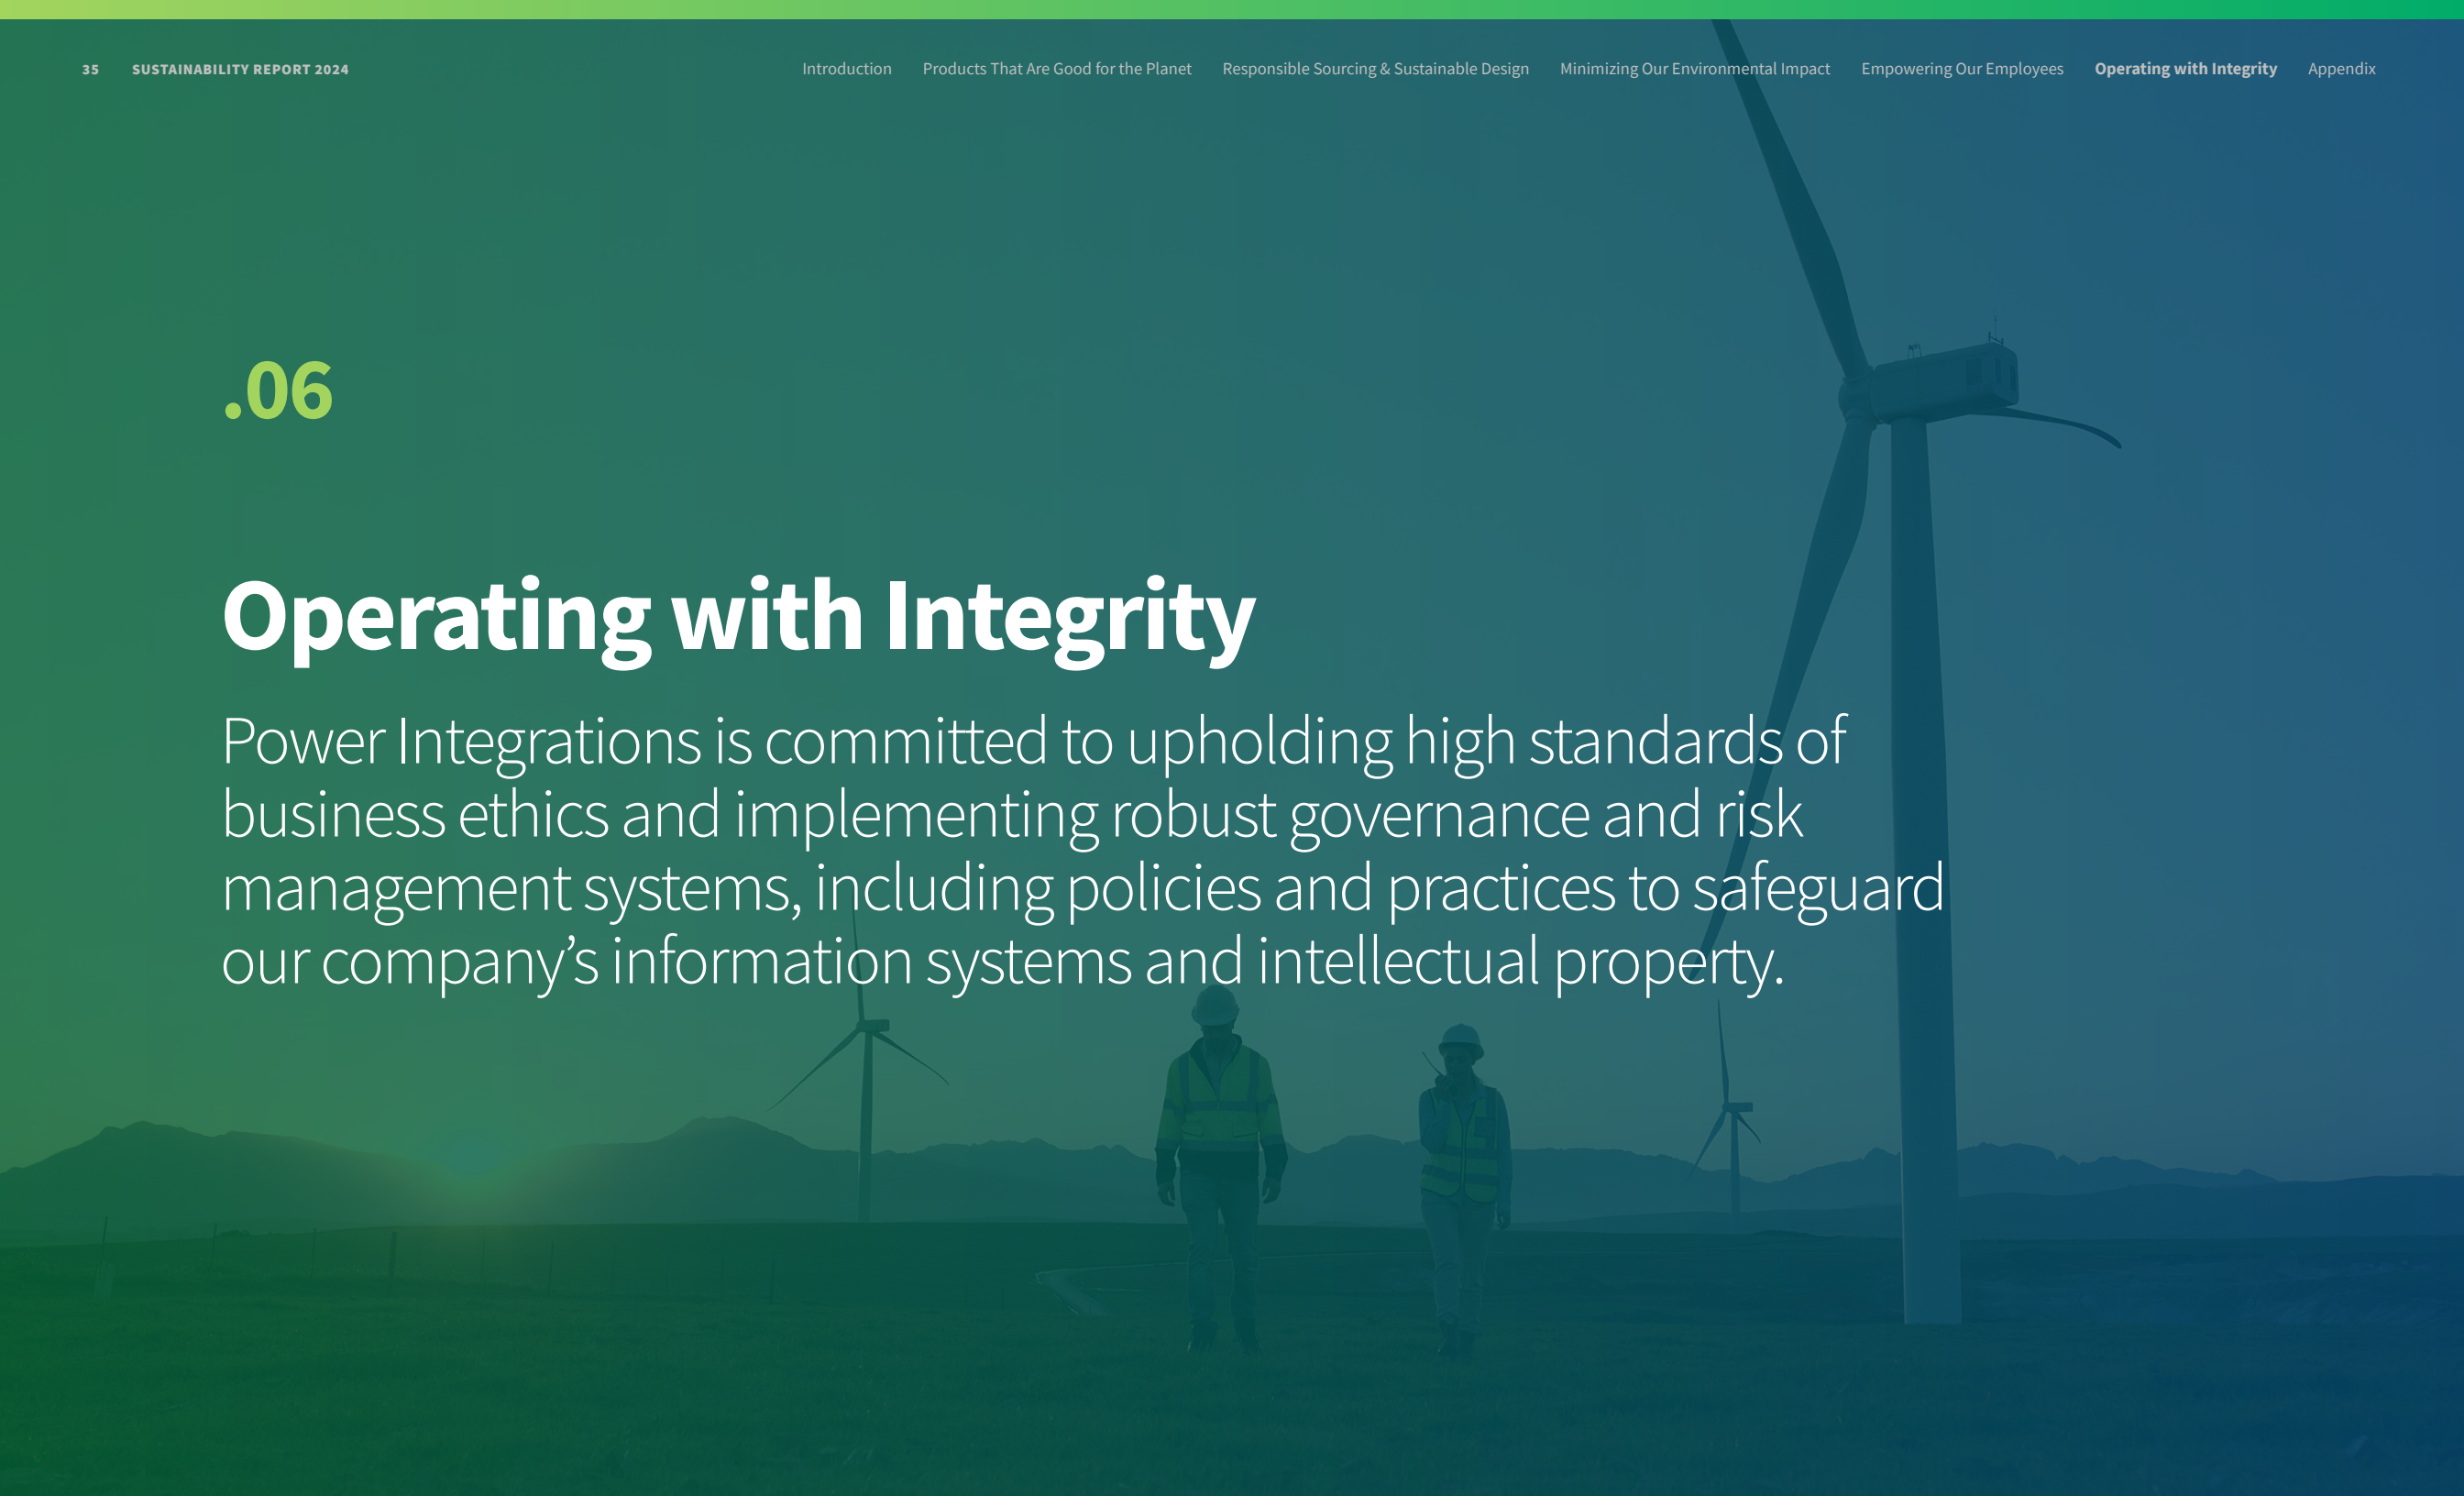 35 SUSTAINABILITY REPORT 2024 Introduction Products That Are Good for the Planet Responsible Sourcing & Sustainable Design Minimizing Our Environmental Impact Empowering Our Employees Operating with Integrity Appendix
.06
Operating with Integrity
Power Integrations is committed to upholding high standards of
business ethics and implementing robust governance and risk
management systems, including policies and practices to safeguard
our company’s information systems and intellectual property.